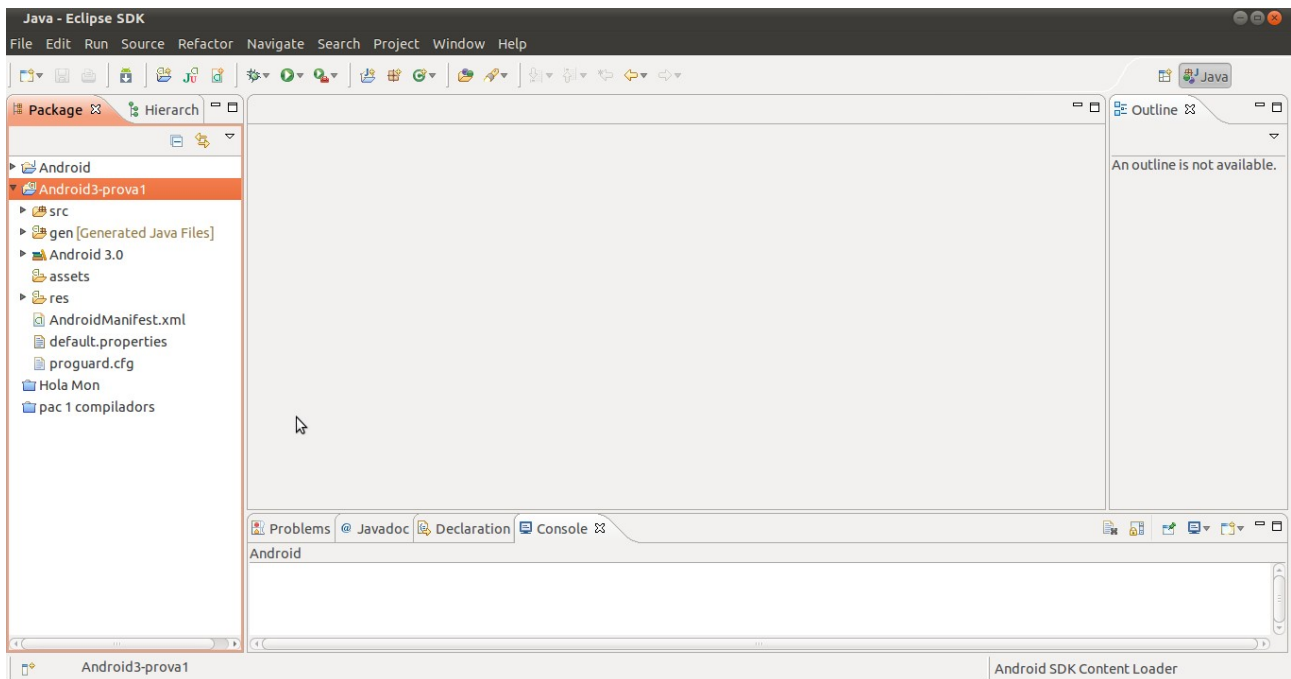 Java - Eclipse SDK
File Edit Run Source Refactor Navigate Search Project Window Help
Java
Package
Hierarch
Outline
An outline is not available.
Android
Android3-prova1
src
gen [Generated Java Files]
Android 3.0
assets
res
AndroidManifest.xml
default.properties
proguard.cfg
Hola Mon
pac 1 compiladors
Problems @ Javadoc Declaration Console
Android
Android3-prova1
Android SDK Content Loader